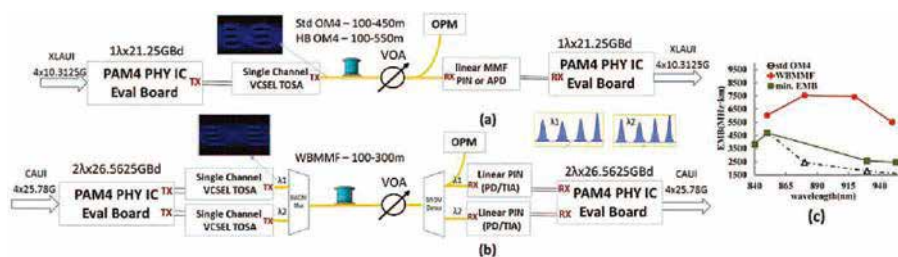 1λx21.25GBd
XLAUI
4x10.3125G
PAM4 PHY IC
Eval Board
TX
Single Channel
VCSEL TOSA
TX
Std OM4 – 100-450m
HB OM4 – 100-550m
VOA
OPM
RX
linear MMF
PIN or APD
RX
1λx21.25GBd
PAM4 PHY IC
Eval Board
XLAUI
4x10.3125G
(a)
CAUI
4x25.78G
2λx26.5625GBd
PAM4 PHY IC
Eval Board
TX
TX
Single Channel
VCSEL TOSA
TX
λ1
Single Channel
VCSEL TOSA
TX
λ2
Mux
WBMMF – 100-300m
VOA
OPM
λ1
λ2
λ1
λ2
Linear PIN
(PD/TIA)
Linear PIN
(PD/TIA)
RX
RX
2λx26.5625GBd
PAM4 PHY IC
Eval Board
CAUI
4x25.78G
(b)
std OM4
WBMMF
min. EMB
EMB(MHz·km)
9500
8500
7500
6500
5500
4500
3500
2500
1500
840
865
890
915
940
wavelength(nm)
(c)